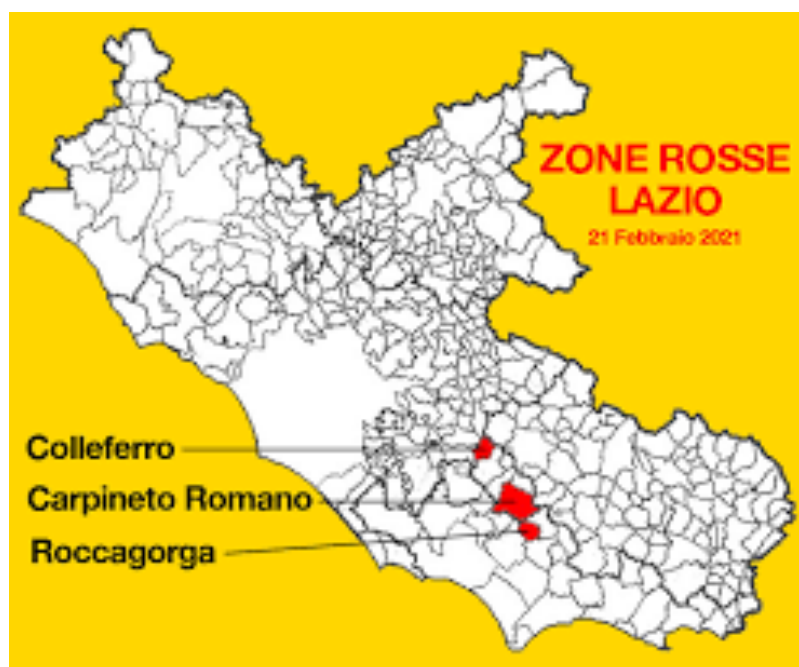 ZONE ROSSE
LAZIO
21 Febbraio 2021
Colleferro
Carpineto Romano
Roccagorga